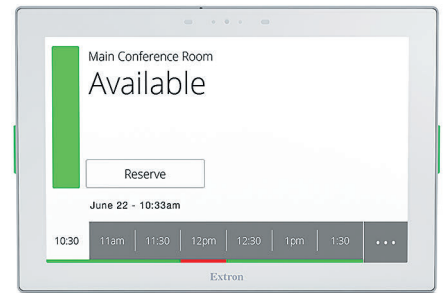 Main Conference Room
Available
Reserve
June 22 - 10:33am
10:30 11am 11:30 12pm 12:30 1pm 1:30 ...
Extron